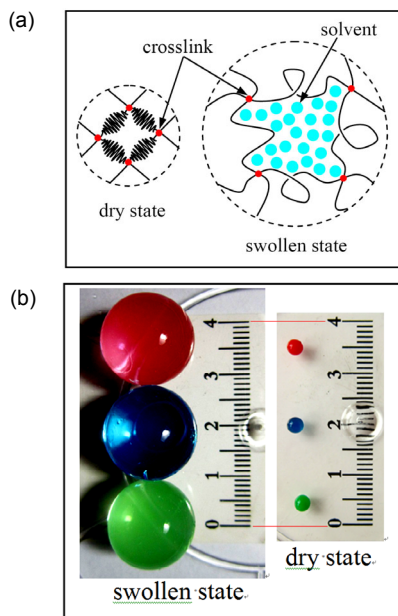 (a)
crosslink
solvent
dry state
swollen state
(b)
4
3
2
1
0
4
3
2
1
0
swollen state
dry state